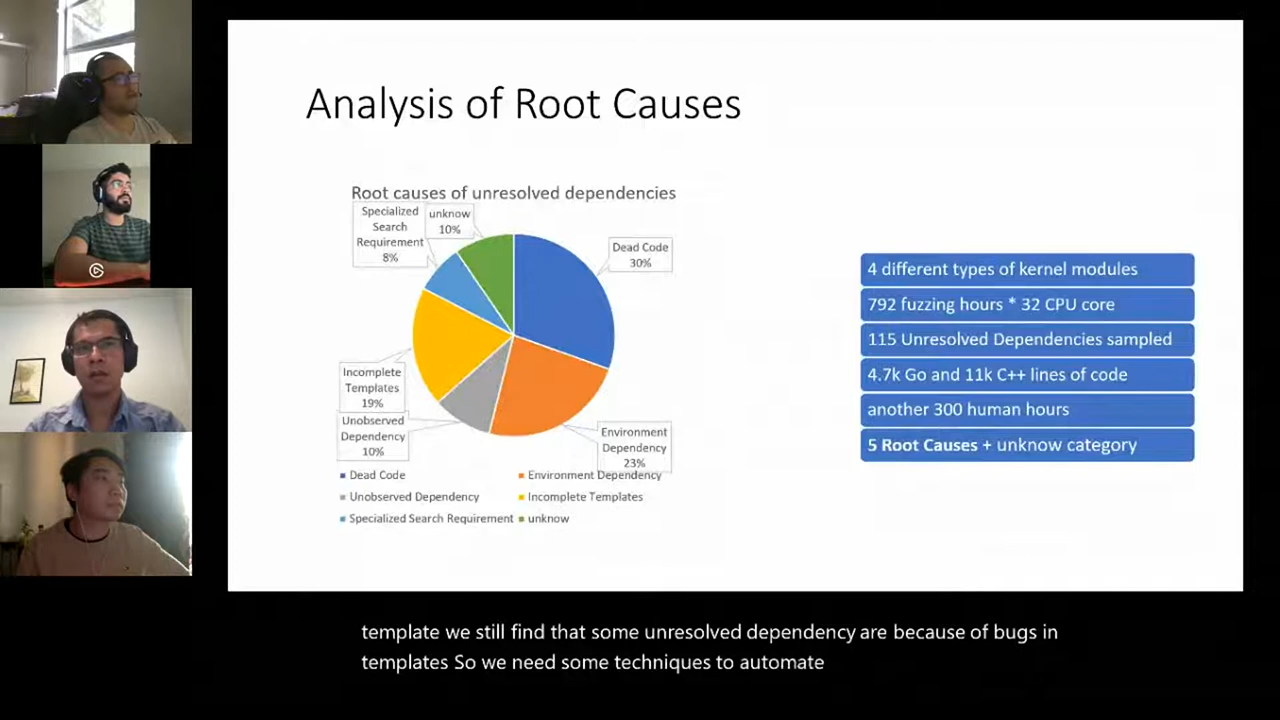 Analysis of Root Causes
Root causes of unresolved dependencies
Specialized
Search
Requirement
8%
unknow
10%
Dead Code
30%
Incomplete
Templates
19%
Unobserved
Dependency
10%
Environment
Dependency
23%
Dead Code
Environment Dependency
Unobserved Dependency
Incomplete Templates
Specialized Search Requirement
unknow
4 different types of kernel modules
792 fuzzing hours * 32 CPU core
115 Unresolved Dependencies sampled
4.7k Go and 11k C++ lines of code
another 300 human hours
5 Root Causes + unknow category
template we still find that some unresolved dependency are because of bugs in
templates So we need some techniques to automate